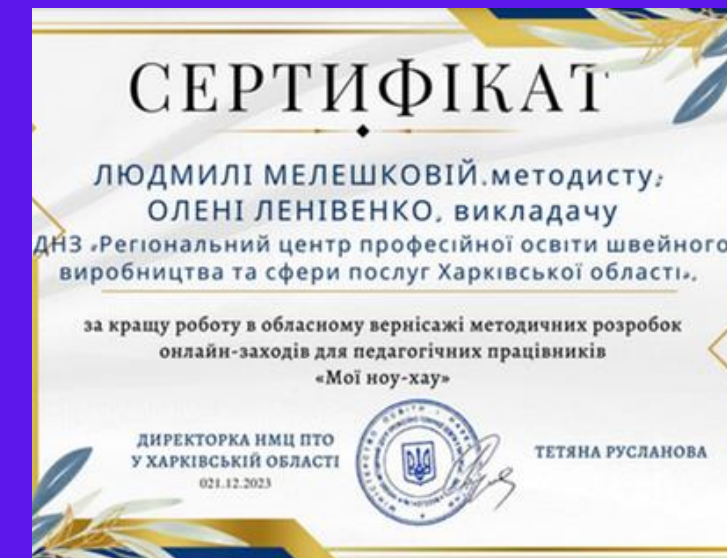 СЕРТИФІКАТ
ЛЮДМИЛІ МЕЛЕШКОВІЙ.методисту;
ОЛЕНІ ЛЕНІВЕНКО, викладачу
ДНЗ «Регіональний центр професійної освіти швейного
виробництва та сфери послуг Харківської області»,
за кращу роботу в обласному вернісажі методичних розробок
онлайн-заходів для педагогічних працівників
«Мої ноу-хау»
ДИРЕКТОРКА НМЦ ПТО
У ХАРКІВСЬКІЙ ОБЛАСТІ
021.12.2023
ТЕТЯНА РУСЛАНОВА